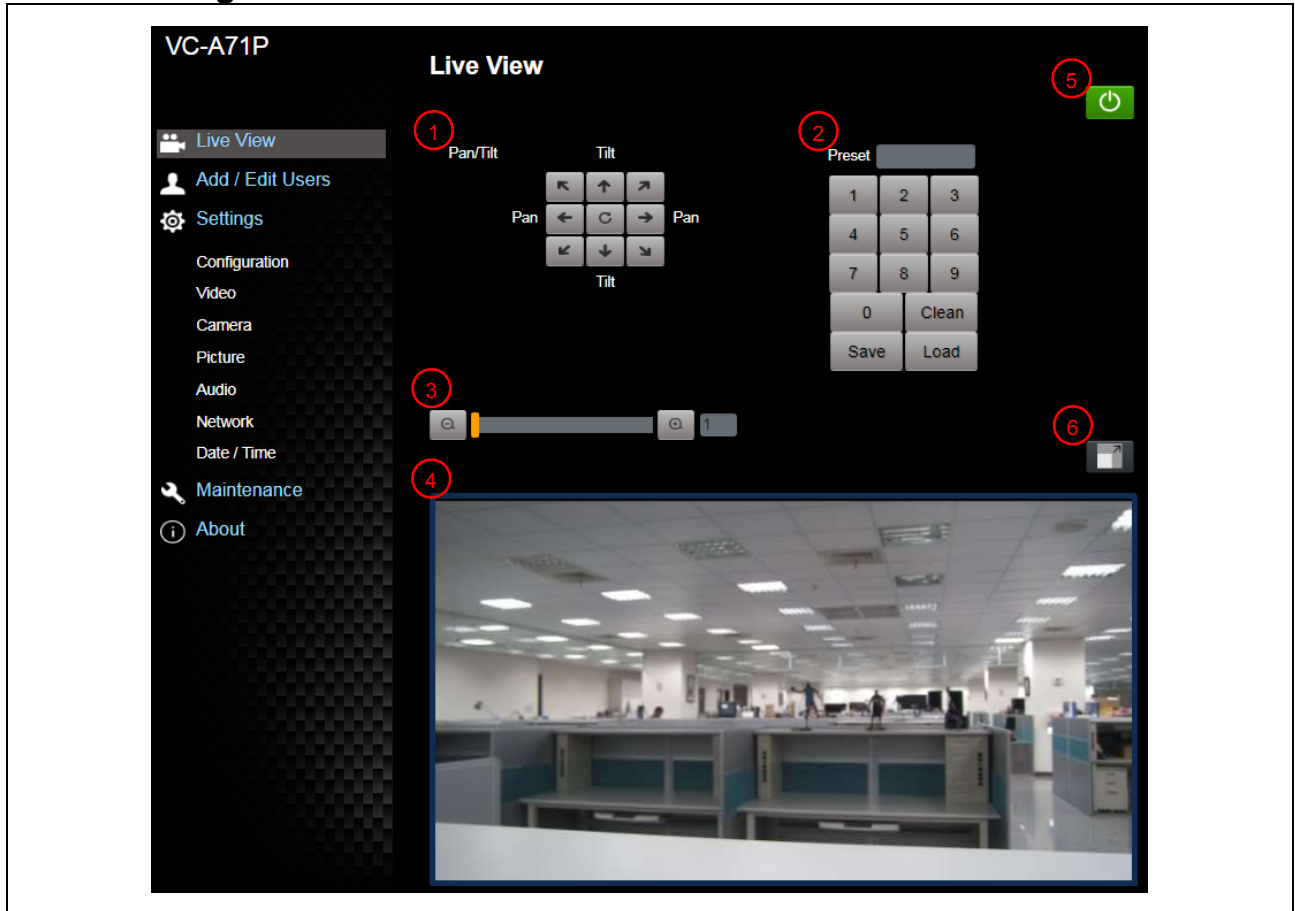 VC-A71P
Live View
5
Live View
Add / Edit Users
Settings
Configuration
Video
Camera
Picture
Audio
Network
Date / Time
Maintenance
About
1
Pan/Tilt
Tilt
Pan
Pan
Tilt
2
Preset
1 2 3
4 5 6
7 8 9
0 Clean
Save Load
3
1
6
4